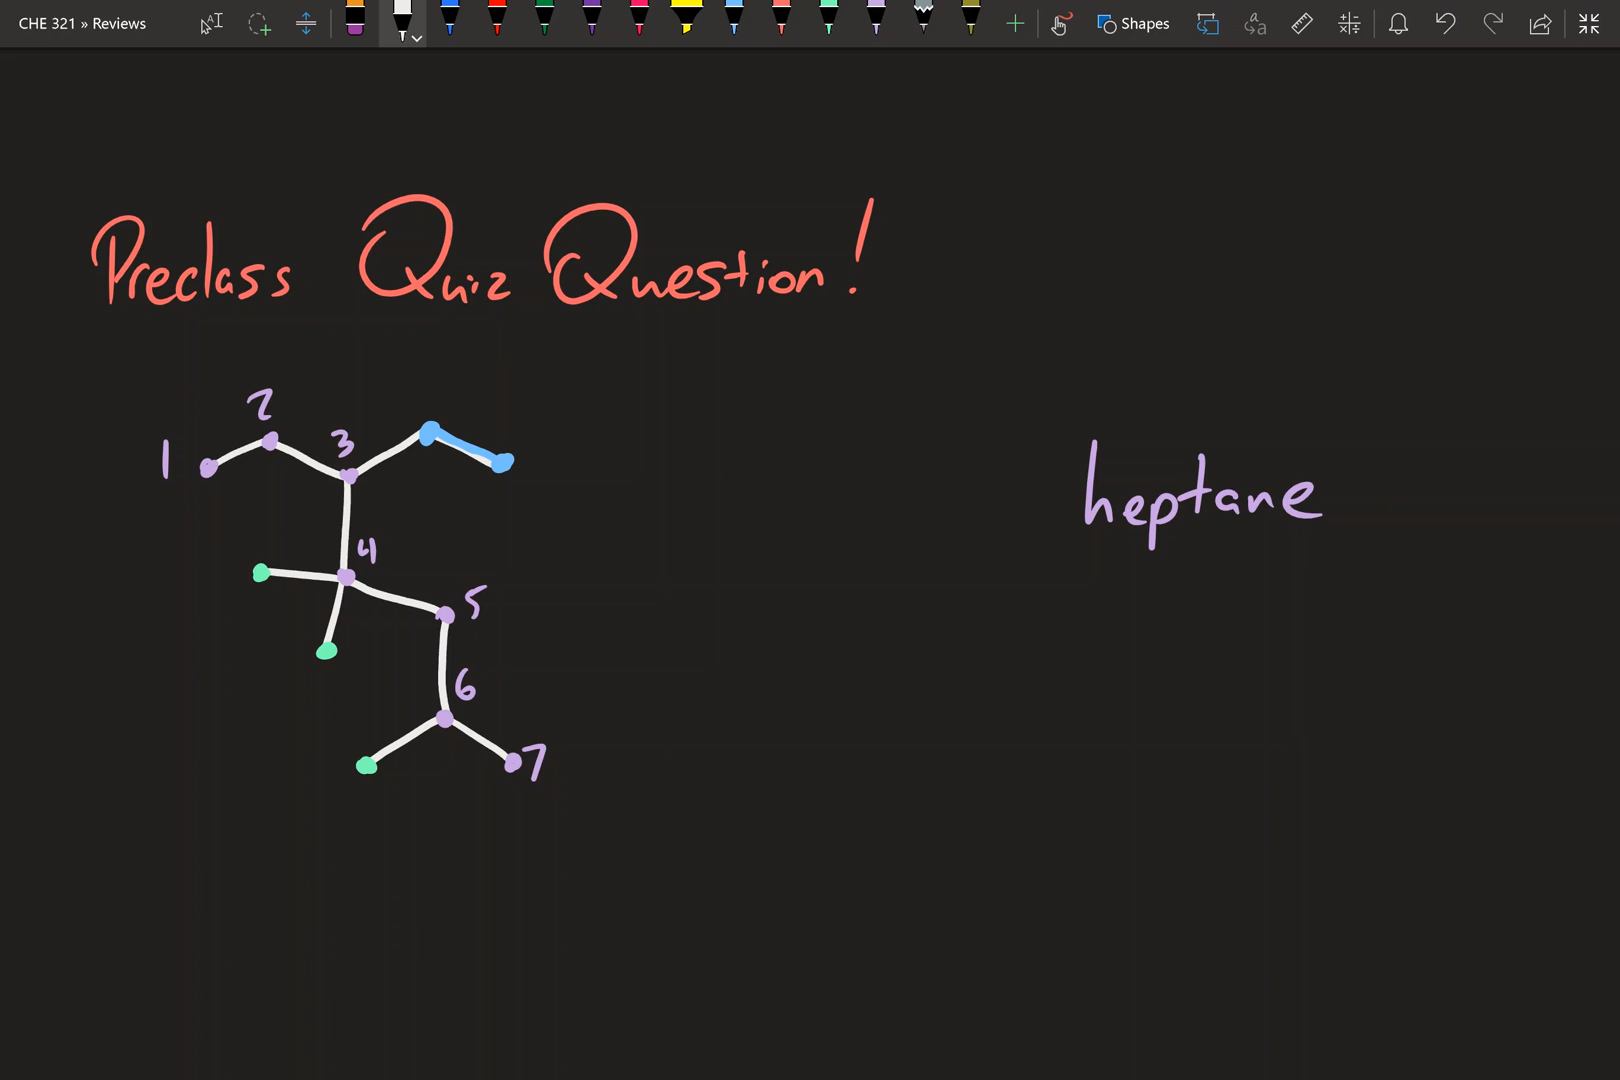 CHE 321 » Reviews
Shapes
Preclass Quiz Question!
2
1
3
heptane
4
5
6
7